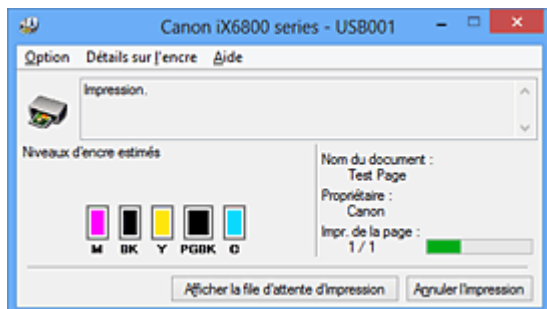 Canon iX6800 series - USB001
Option Détails sur l'encre Aide
Impression.
Niveaux d'encre estimés
Nom du document :
Test Page
Propriétaire :
Canon
Impr. de la page :
1 / 1
M BK Y PGBK C
Afficher la file d'attente d'impression
Annuler l'impression